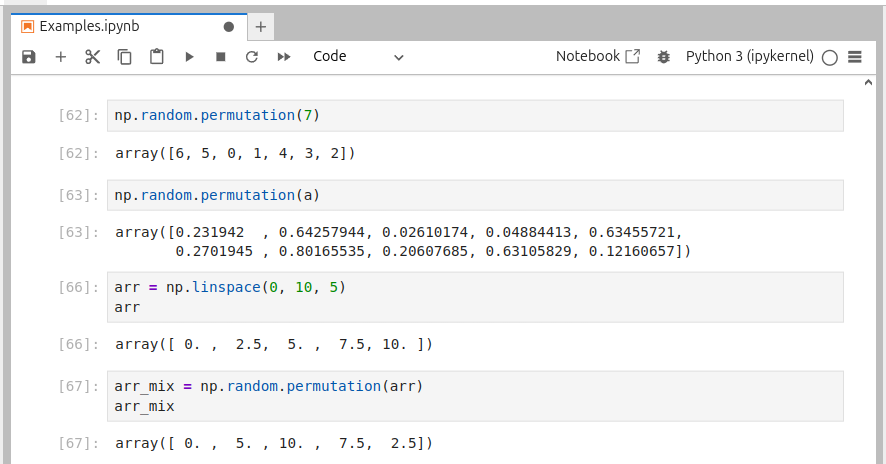 Examples.ipynb
Code
Notebook
Python 3 (ipykernel)
[62]: np.random.permutation(7)
[62]: array([6, 5, 0, 1, 4, 3, 2])
[63]: np.random.permutation(a)
[63]: array([0.231942  , 0.64257944, 0.02610174, 0.04884413, 0.63455721,
       0.2701945 , 0.80165535, 0.20607685, 0.63105829, 0.12160657])
[66]: arr = np.linspace(0, 10, 5)
arr
[66]: array([ 0. ,  2.5,  5. ,  7.5, 10. ])
[67]: arr_mix = np.random.permutation(arr)
arr_mix
[67]: array([ 0. ,  5. , 10. ,  7.5,  2.5])